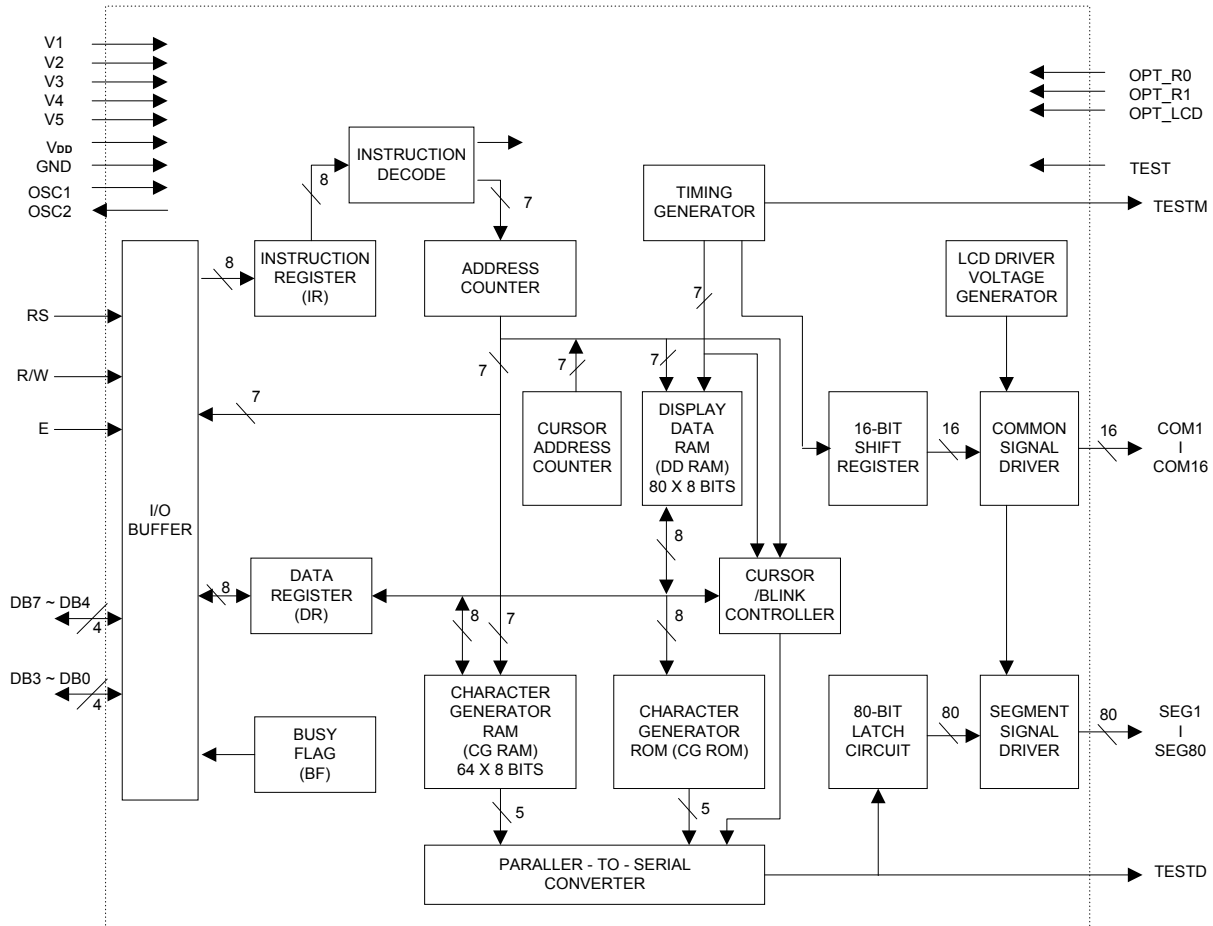 V1
V2
V3
V4
V5
VDD
GND
OSC1
OSC2
OPT_R0
OPT_R1
OPT_LCD
TEST
TESTM
INSTRUCTION
DECODE
8
7
TIMING
GENERATOR
8
INSTRUCTION
REGISTER
(IR)
ADDRESS
COUNTER
7
LCD DRIVER
VOLTAGE
GENERATOR
RS
R/W
E
7
7
7
7
CURSOR
ADDRESS
COUNTER
DISPLAY
DATA
RAM
(DD RAM)
80 X 8 BITS
16-BIT
SHIFT
REGISTER
16
COMMON
SIGNAL
DRIVER
16
COM1
I
COM16
I/O
BUFFER
8
8
DATA
REGISTER
(DR)
CURSOR
/BLINK
CONTROLLER
DB7 ~ DB4
4
8
7
8
DB3 ~ DB0
4
BUSY
FLAG
(BF)
CHARACTER
GENERATOR
RAM
(CG RAM)
64 X 8 BITS
CHARACTER
GENERATOR
ROM (CG ROM)
80-BIT
LATCH
CIRCUIT
80
SEGMENT
SIGNAL
DRIVER
80
SEG1
I
SEG80
5
5
PARALLER - TO - SERIAL
CONVERTER
TESTD